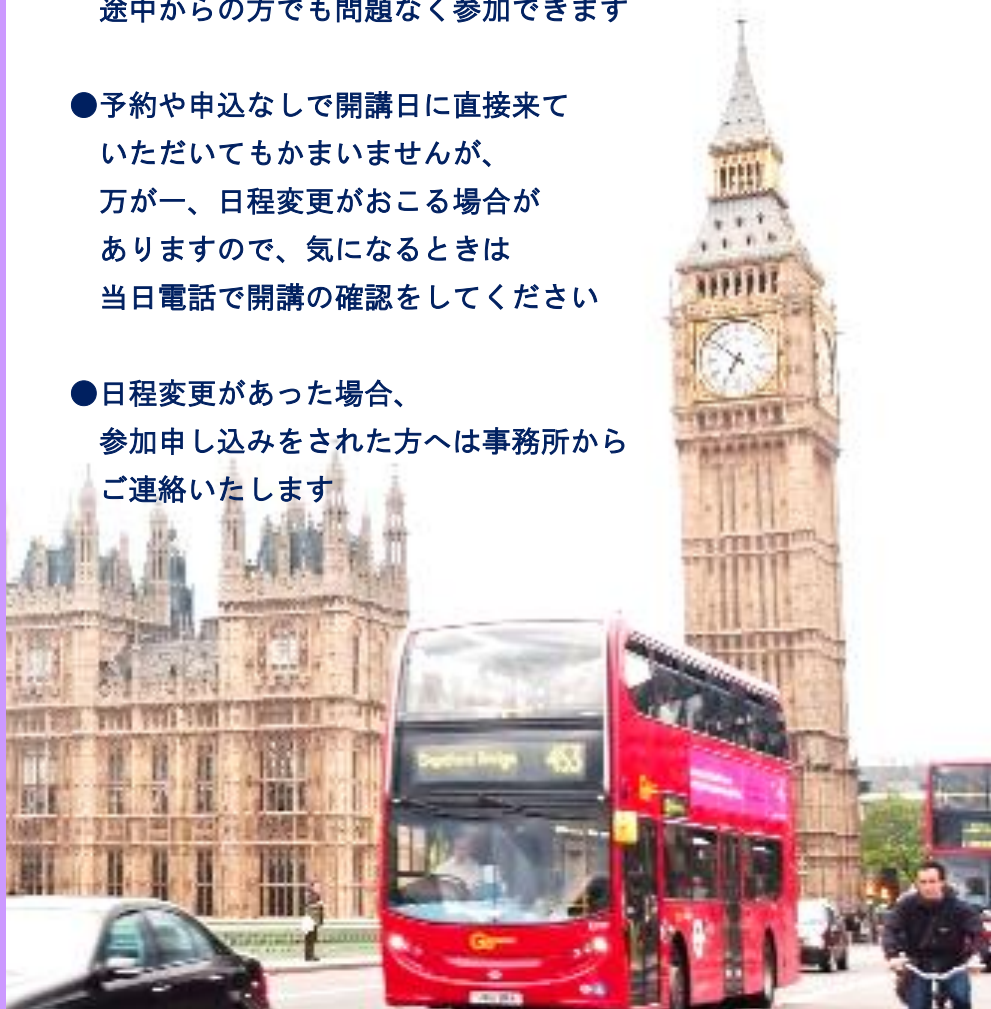 途中からの方でも問題なく参加できます
●予約や申込なしで開講日に直接来て
いただいてもかまいませんが、
万が一、日程変更がおこる場合が
ありますので、気になるときは
当日電話で開講の確認をしてください
●日程変更があった場合、
参加申し込みをされた方へは事務所から
ご連絡いたします
453